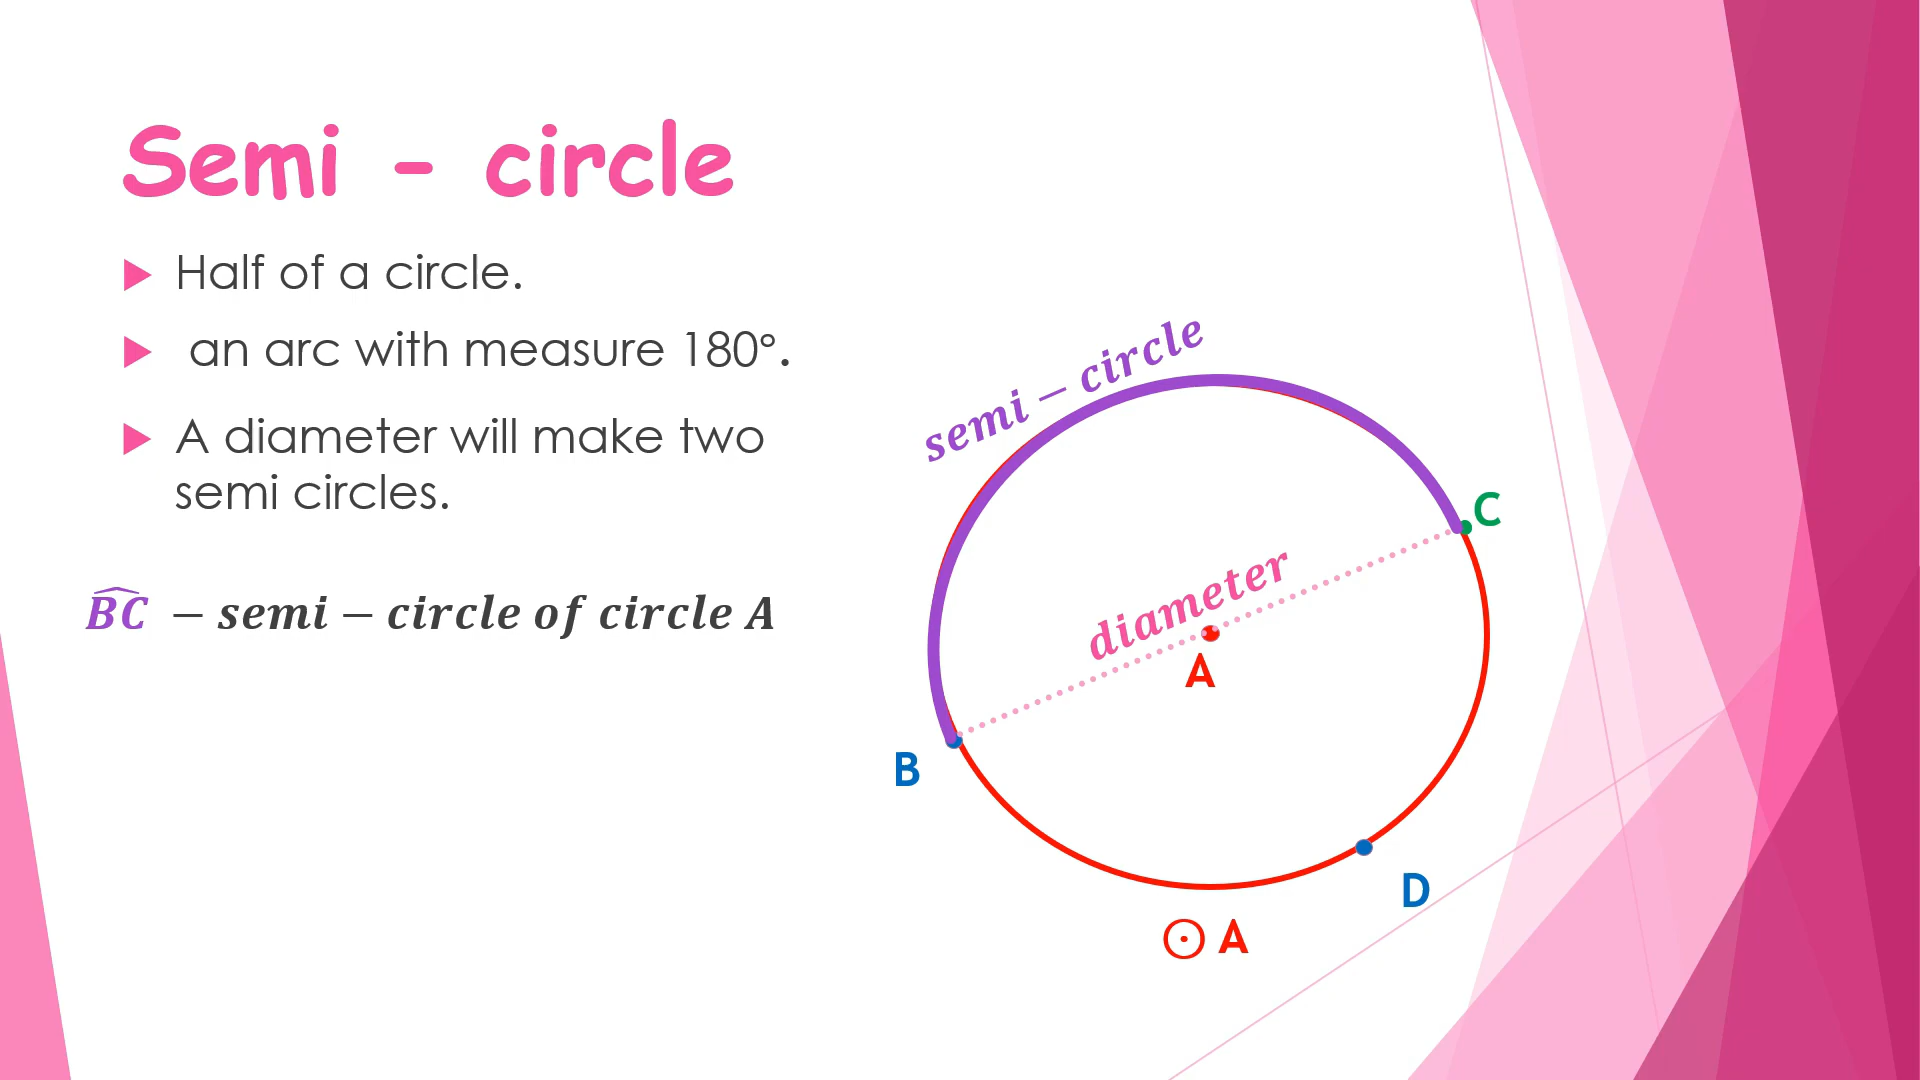 Semi - circle
Half of a circle.
an arc with measure 180°.
A diameter will make two
semi circles.
B͡C – semi – circle of circle A
semi – circle
C
diameter
A
B
D
⊙ A